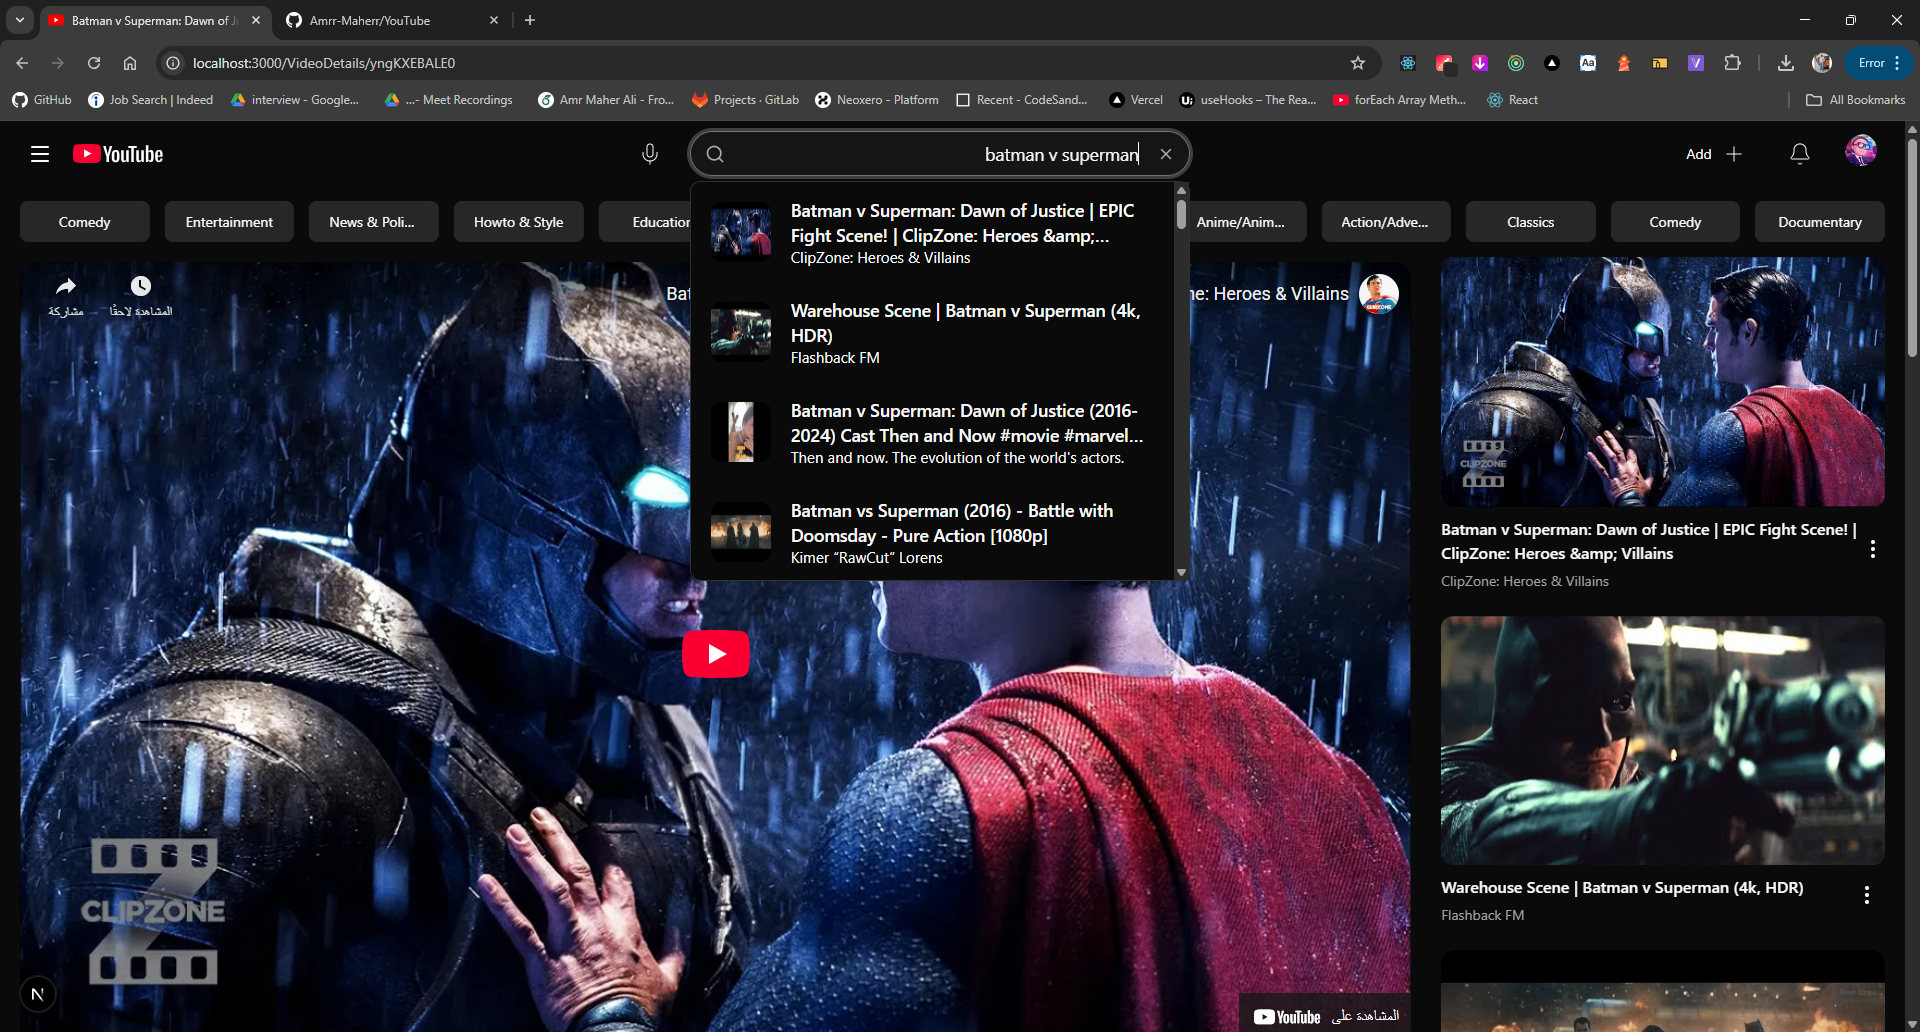 Batman v Superman: Dawn of J
Amrr-Maherr/YouTube
localhost:3000/VideoDetails/yngKXEBALE0
Error
GitHub
Job Search | Indeed
interview - Google...
...- Meet Recordings
Amr Maher Ali - Fro...
Projects · GitLab
Neoxero - Platform
Recent - CodeSand...
Vercel
useHooks – The Rea...
forEach Array Meth...
React
All Bookmarks
YouTube
batman v superman
Add
Comedy
Entertainment
News & Poli...
Howto & Style
Education
Anime/Anim...
Action/Adve...
Classics
Comedy
Documentary
Batman v Superman: Dawn of Justice | EPIC
Fight Scene! | ClipZone: Heroes &amp;...
ClipZone: Heroes & Villains
Warehouse Scene | Batman v Superman (4k,
HDR)
Flashback FM
Batman v Superman: Dawn of Justice (2016-
2024) Cast Then and Now #movie #marvel...
Then and now. The evolution of the world's actors.
Batman vs Superman (2016) - Battle with
Doomsday - Pure Action [1080p]
Kimer “RawCut” Lorens
مشاركة
المشاهدة لاحقًا
Bat
ne: Heroes & Villains
CLIPZONE
CLIPZONE
N
YouTube المشاهدة على
CLIPZONE
Batman v Superman: Dawn of Justice | EPIC Fight Scene! |
ClipZone: Heroes &amp; Villains
ClipZone: Heroes & Villains
Warehouse Scene | Batman v Superman (4k, HDR)
Flashback FM